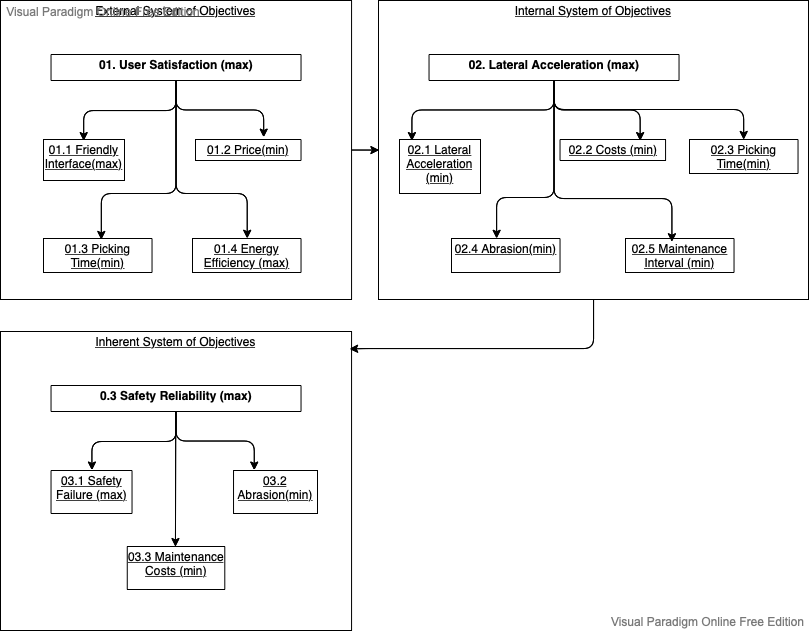 Visual Paradigm Online Free Edition
External System of Objectives
01. User Satisfaction (max)
01.1 Friendly
Interface(max)
01.2 Price(min)
01.3 Picking
Time(min)
01.4 Energy
Efficiency (max)
Internal System of Objectives
02. Lateral Acceleration (max)
02.1 Lateral
Acceleration
(min)
02.2 Costs (min)
02.3 Picking
Time(min)
02.4 Abrasion(min)
02.5 Maintenance
Interval (min)
Inherent System of Objectives
0.3 Safety Reliability (max)
03.1 Safety
Failure (max)
03.2
Abrasion(min)
03.3 Maintenance
Costs (min)
Visual Paradigm Online Free Edition